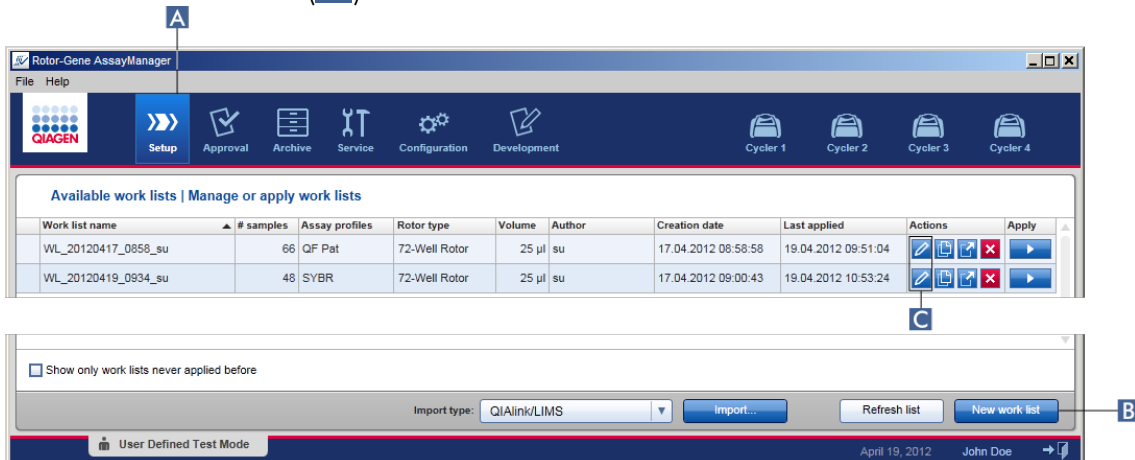 A
Rotor-Gene AssayManager
File Help
QIAGEN
Setup Approval Archive Service Configuration Development Cycler 1 Cycler 2 Cycler 3 Cycler 4
Available work lists | Manage or apply work lists
Work list name # samples Assay profiles Rotor type Volume Author Creation date Last applied Actions Apply
WL_20120417_0858_su 66 QF Pat 72-Well Rotor 25 µl su 17.04.2012 08:58:58 19.04.2012 09:51:04
WL_20120419_0934_su 48 SYBR 72-Well Rotor 25 µl su 17.04.2012 09:00:43 19.04.2012 10:53:24
C
Show only work lists never applied before
Import type: QIAlink/LIMS Import... Refresh list New work list B
User Defined Test Mode April 19, 2012 John Doe